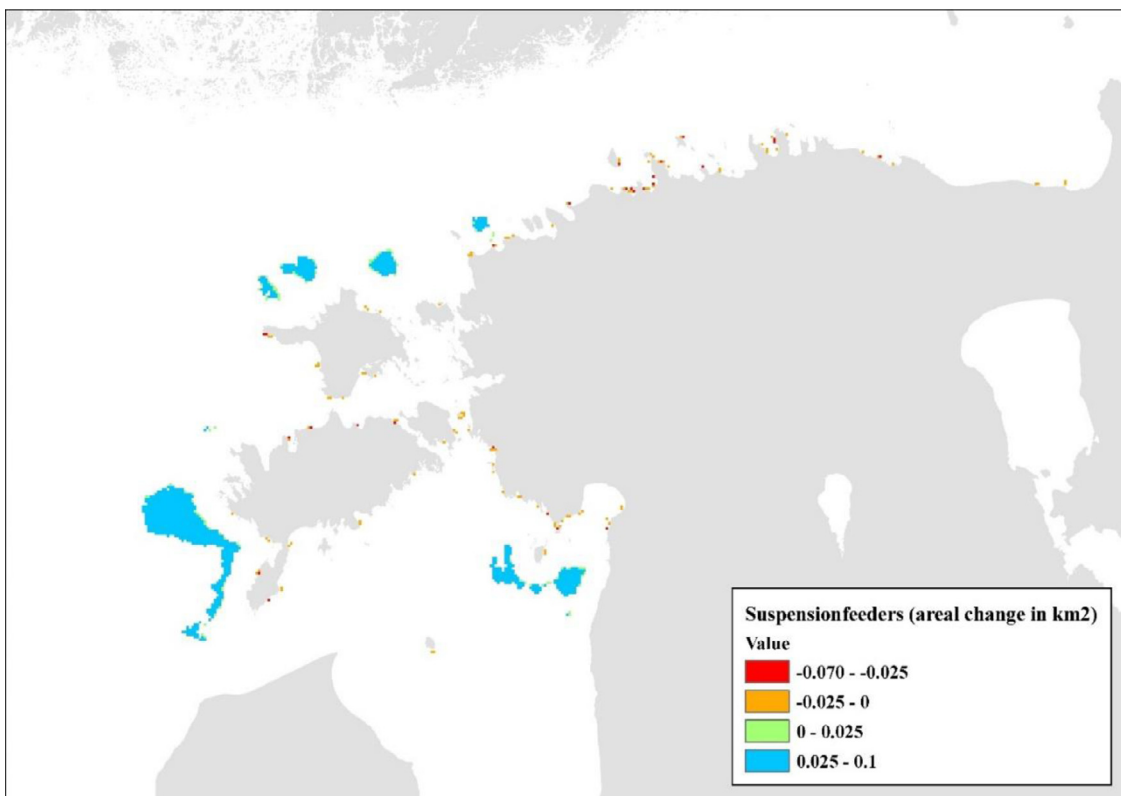 Suspensionfeeders (areal change in km2)
Value
-0.070 - -0.025
-0.025 - 0
0 - 0.025
0.025 - 0.1